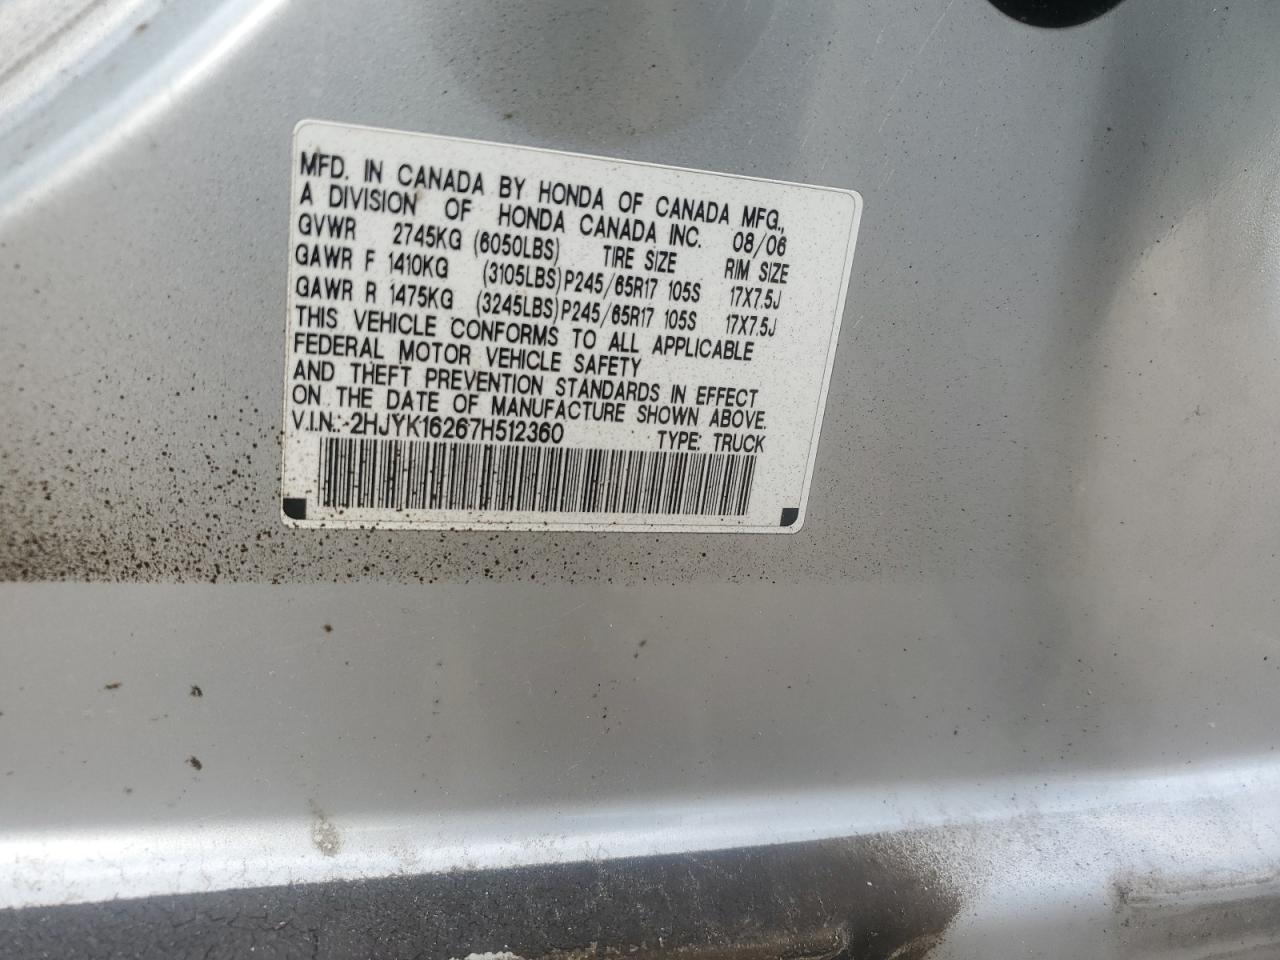 MFD. IN CANADA BY HONDA OF CANADA MFG.,
A DIVISION OF HONDA CANADA INC. 08/06
GVWR 2745KG (6050LBS) TIRE SIZE RIM SIZE
GAWR F 1410KG (3105LBS) P245/65R17 105S 17X7.5J
GAWR R 1475KG (3245LBS) P245/65R17 105S 17X7.5J
THIS VEHICLE CONFORMS TO ALL APPLICABLE
FEDERAL MOTOR VEHICLE SAFETY
AND THEFT PREVENTION STANDARDS IN EFFECT
ON THE DATE OF MANUFACTURE SHOWN ABOVE.
V.I.N.: 2HJYK16267H512360 TYPE: TRUCK